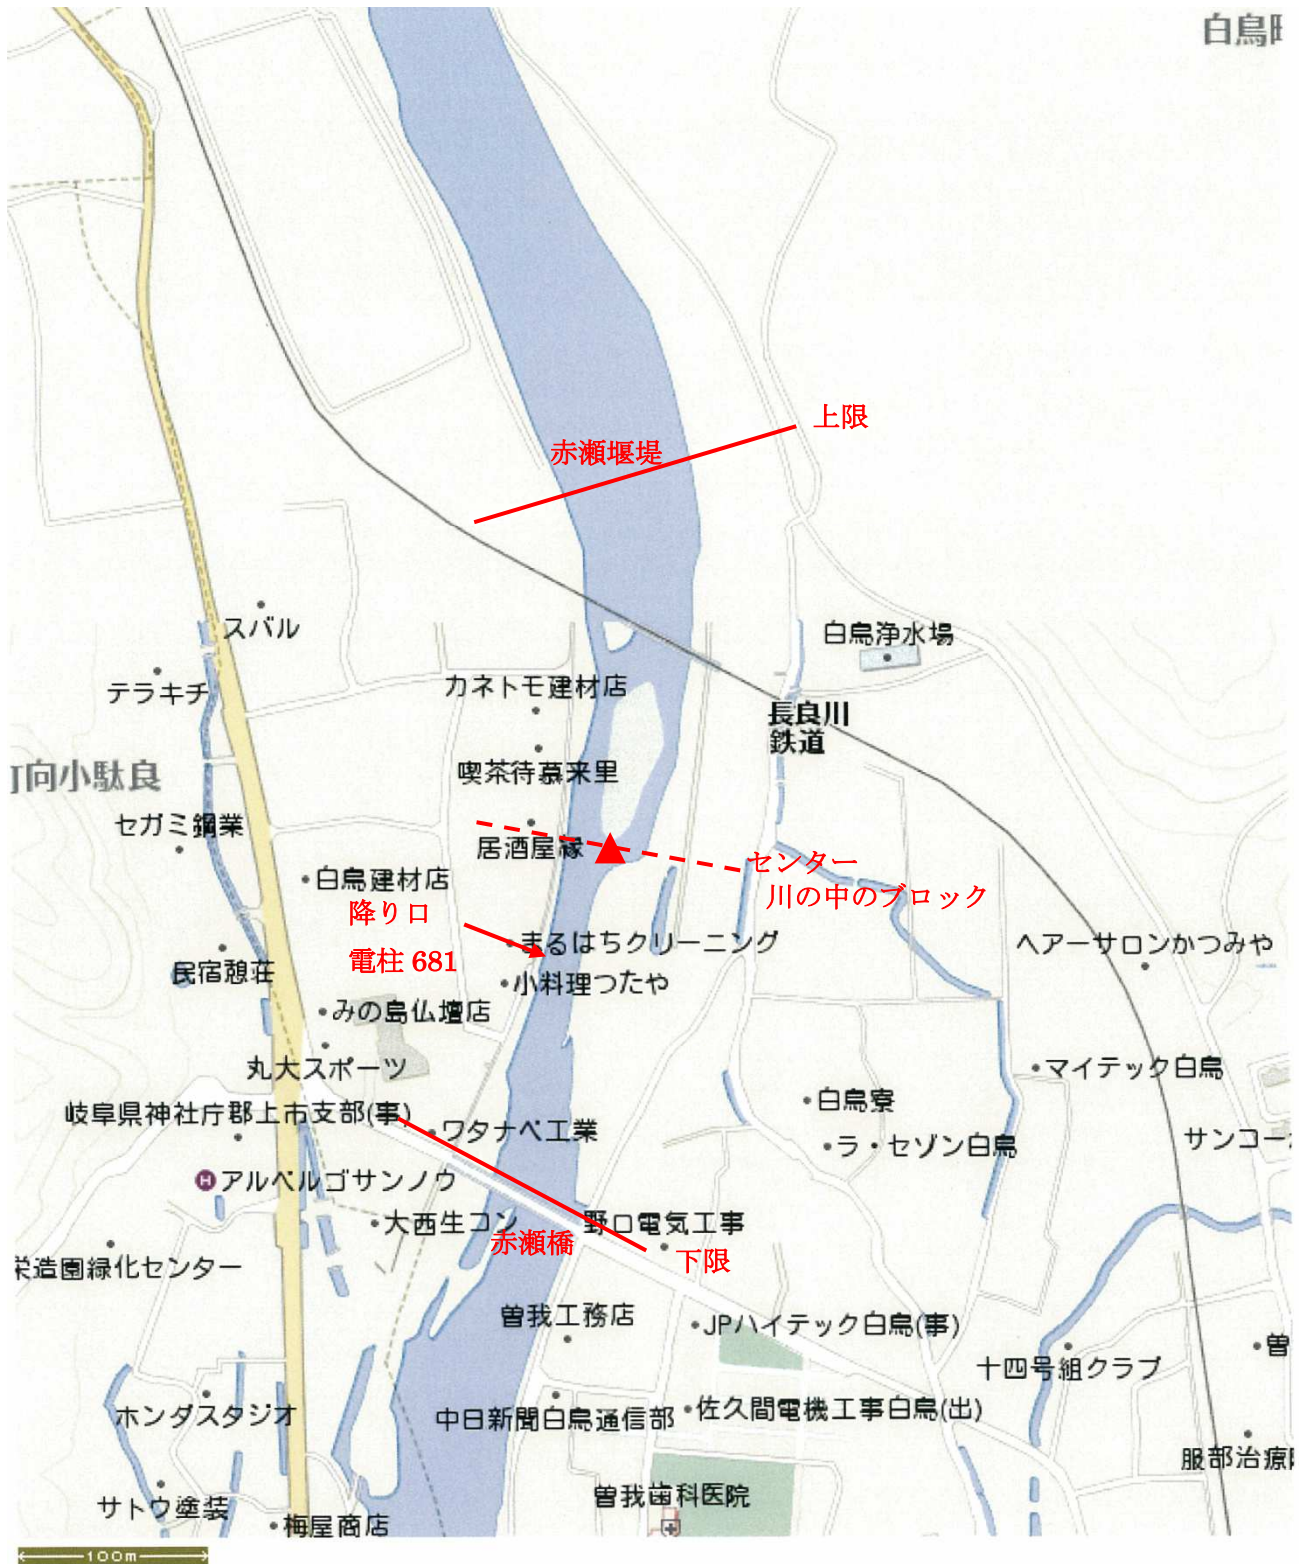 白鳥町
上限
赤瀬堰堤
スバル
白鳥浄水場
テラキチ
カネトモ建材店
長良川
鉄道
喫茶待慕来里
町向小駄良
セガミ鋼業
居酒屋縁
センター
川の中のブロック
白鳥建材店
降り口
まるはちクリーニング
ヘアーサロンかつみや
電柱 681
民宿憩荘
小料理つたや
みの島仏壇店
丸大スポーツ
マイテック白鳥
白鳥寮
岐阜県神社庁郡上市支部(事)
ワタナベ工業
ラ・セゾン白鳥
サンコー
H アルベルゴサンノウ
大西生コン
野口電気工事
赤瀬橋
下限
栄造園緑化センター
曽我工務店
JPハイテック白鳥(事)
曽
十四号組クラブ
ホンダスタジオ
中日新聞白鳥通信部
佐久間電機工事白鳥(出)
服部治療
曽我歯科医院
サトウ塗装
梅屋商店
100m